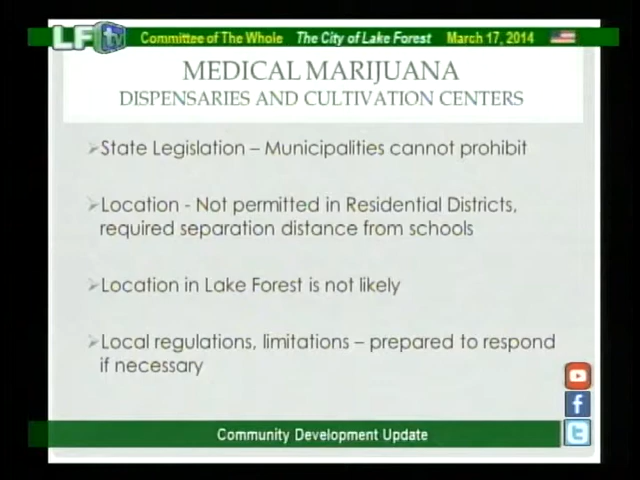 LFtv Committee of The Whole The City of Lake Forest March 17, 2014
MEDICAL MARIJUANA
DISPENSARIES AND CULTIVATION CENTERS
➢State Legislation – Municipalities cannot prohibit
➢Location - Not permitted in Residential Districts,
required separation distance from schools
➢Location in Lake Forest is not likely
➢Local regulations, limitations – prepared to respond
if necessary
Community Development Update